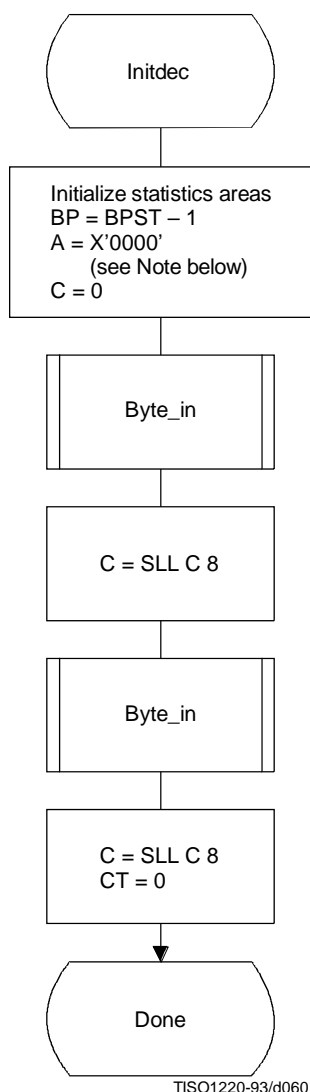 Initdec
Initialize statistics areas
BP = BPST – 1
A = X’0000’
(see Note below)
C = 0
Byte_in
C = SLL C 8
Byte_in
C = SLL C 8
CT = 0
Done
TISO1220-93/d060